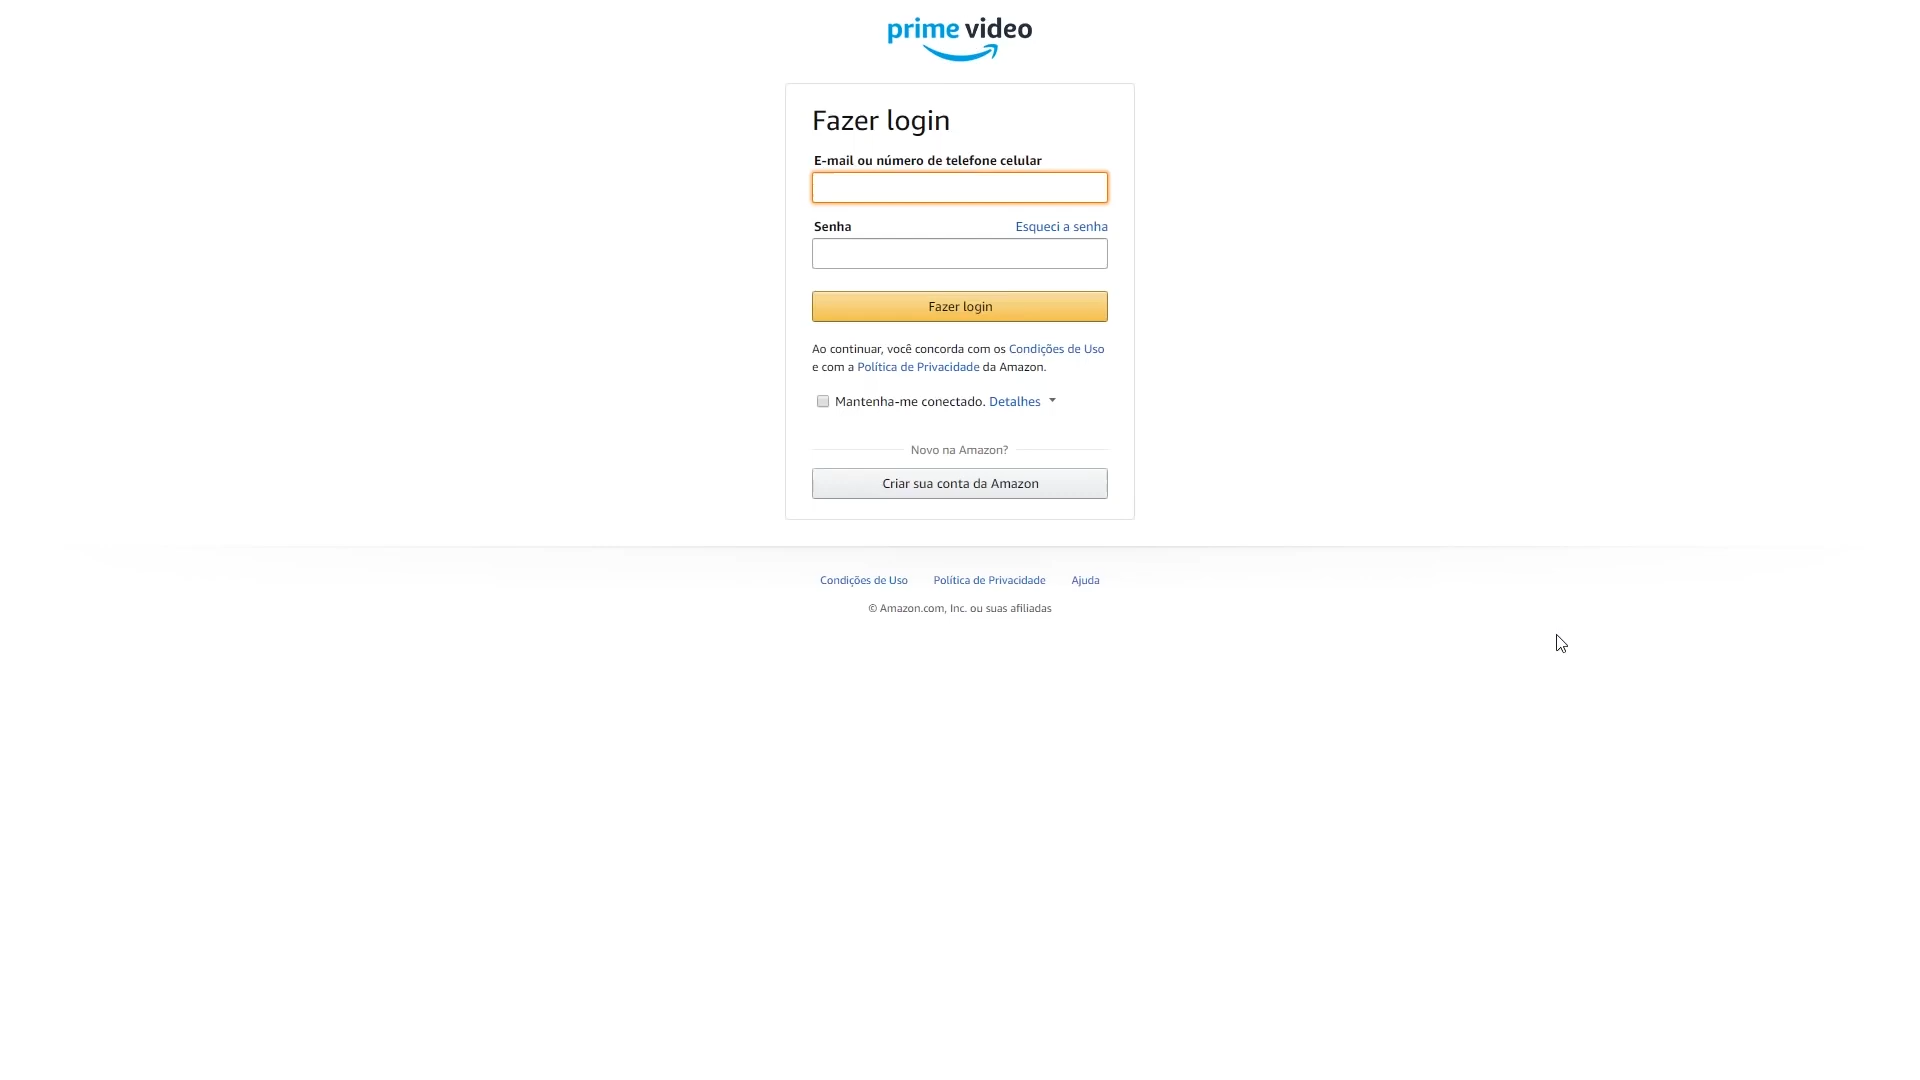 prime video
Fazer login
E-mail ou número de telefone celular
Senha Esqueci a senha
Fazer login
Ao continuar, você concorda com os Condições de Uso
e com a Política de Privacidade da Amazon.
Mantenha-me conectado. Detalhes
Novo na Amazon?
Criar sua conta da Amazon
Condições de Uso Política de Privacidade Ajuda
© Amazon.com, Inc. ou suas afiliadas